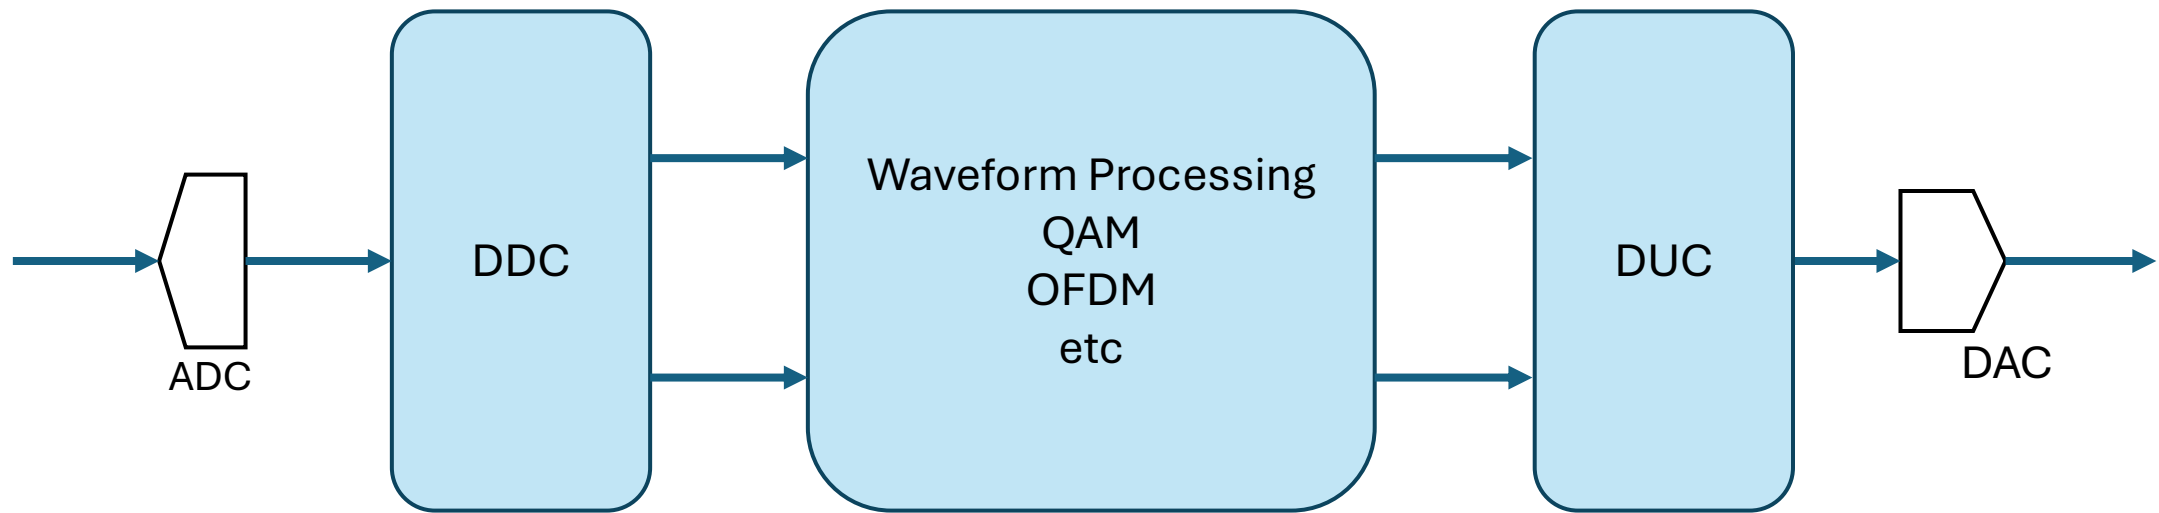 ADC
DDC
Waveform Processing
QAM
OFDM
etc
DUC
DAC